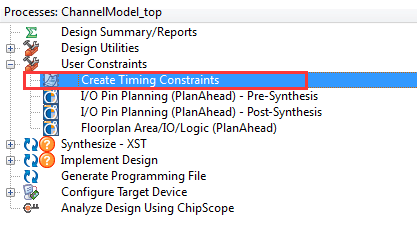 Processes: ChannelModel_top
Design Summary/Reports
Design Utilities
User Constraints
Create Timing Constraints
I/O Pin Planning (PlanAhead) - Pre-Synthesis
I/O Pin Planning (PlanAhead) - Post-Synthesis
Floorplan Area/IO/Logic (PlanAhead)
Synthesize - XST
Implement Design
Generate Programming File
Configure Target Device
Analyze Design Using ChipScope